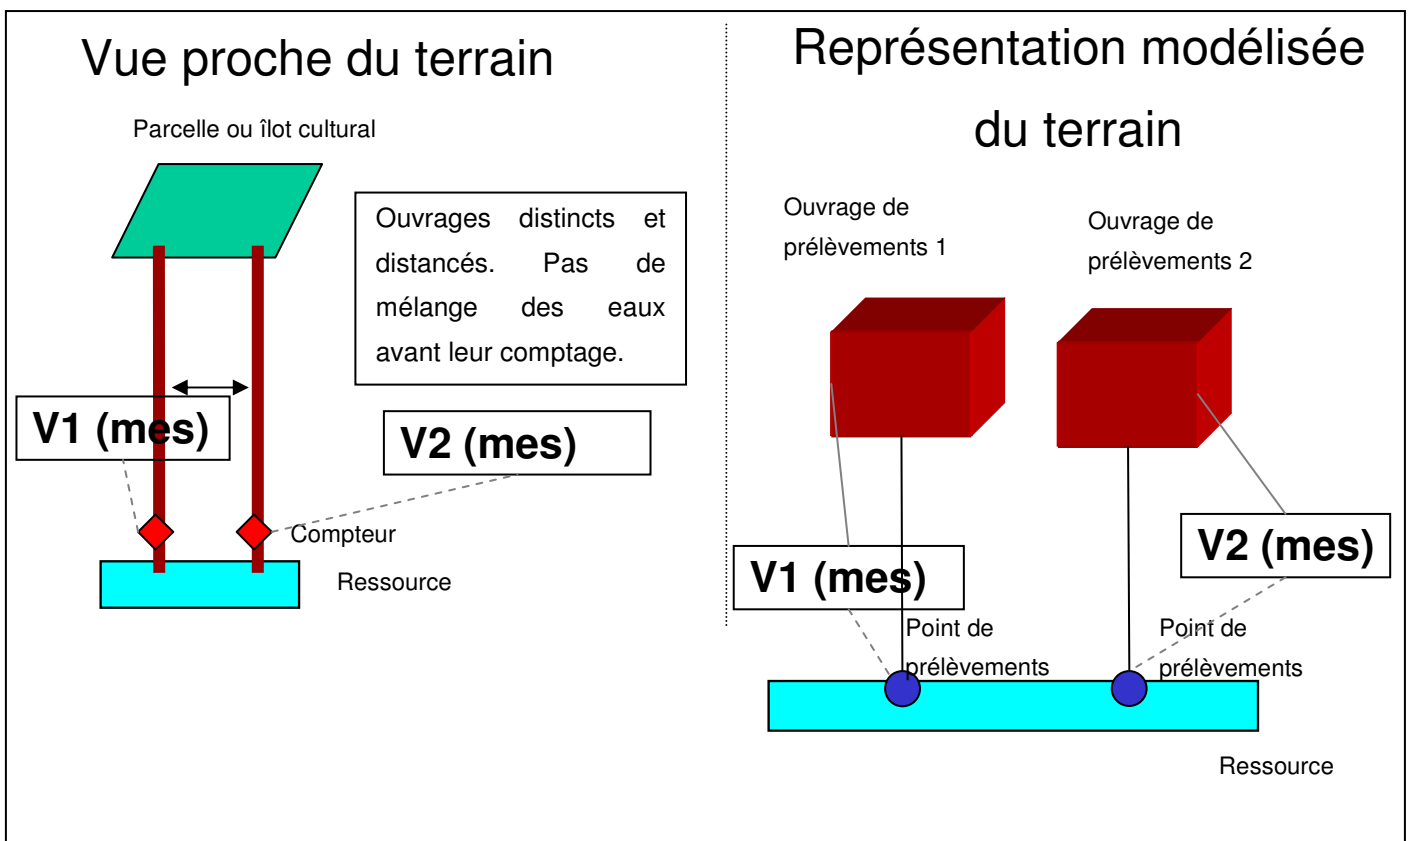 Vue proche du terrain
Parcelle ou îlot cultural
Ouvrages distincts et
distancés. Pas de
mélange des eaux
avant leur comptage.
V1 (mes)
V2 (mes)
Compteur
Ressource
Représentation modélisée
du terrain
Ouvrage de
prélèvements 1
Ouvrage de
prélèvements 2
V1 (mes)
V2 (mes)
Point de
prélèvements
Point de
prélèvements
Ressource